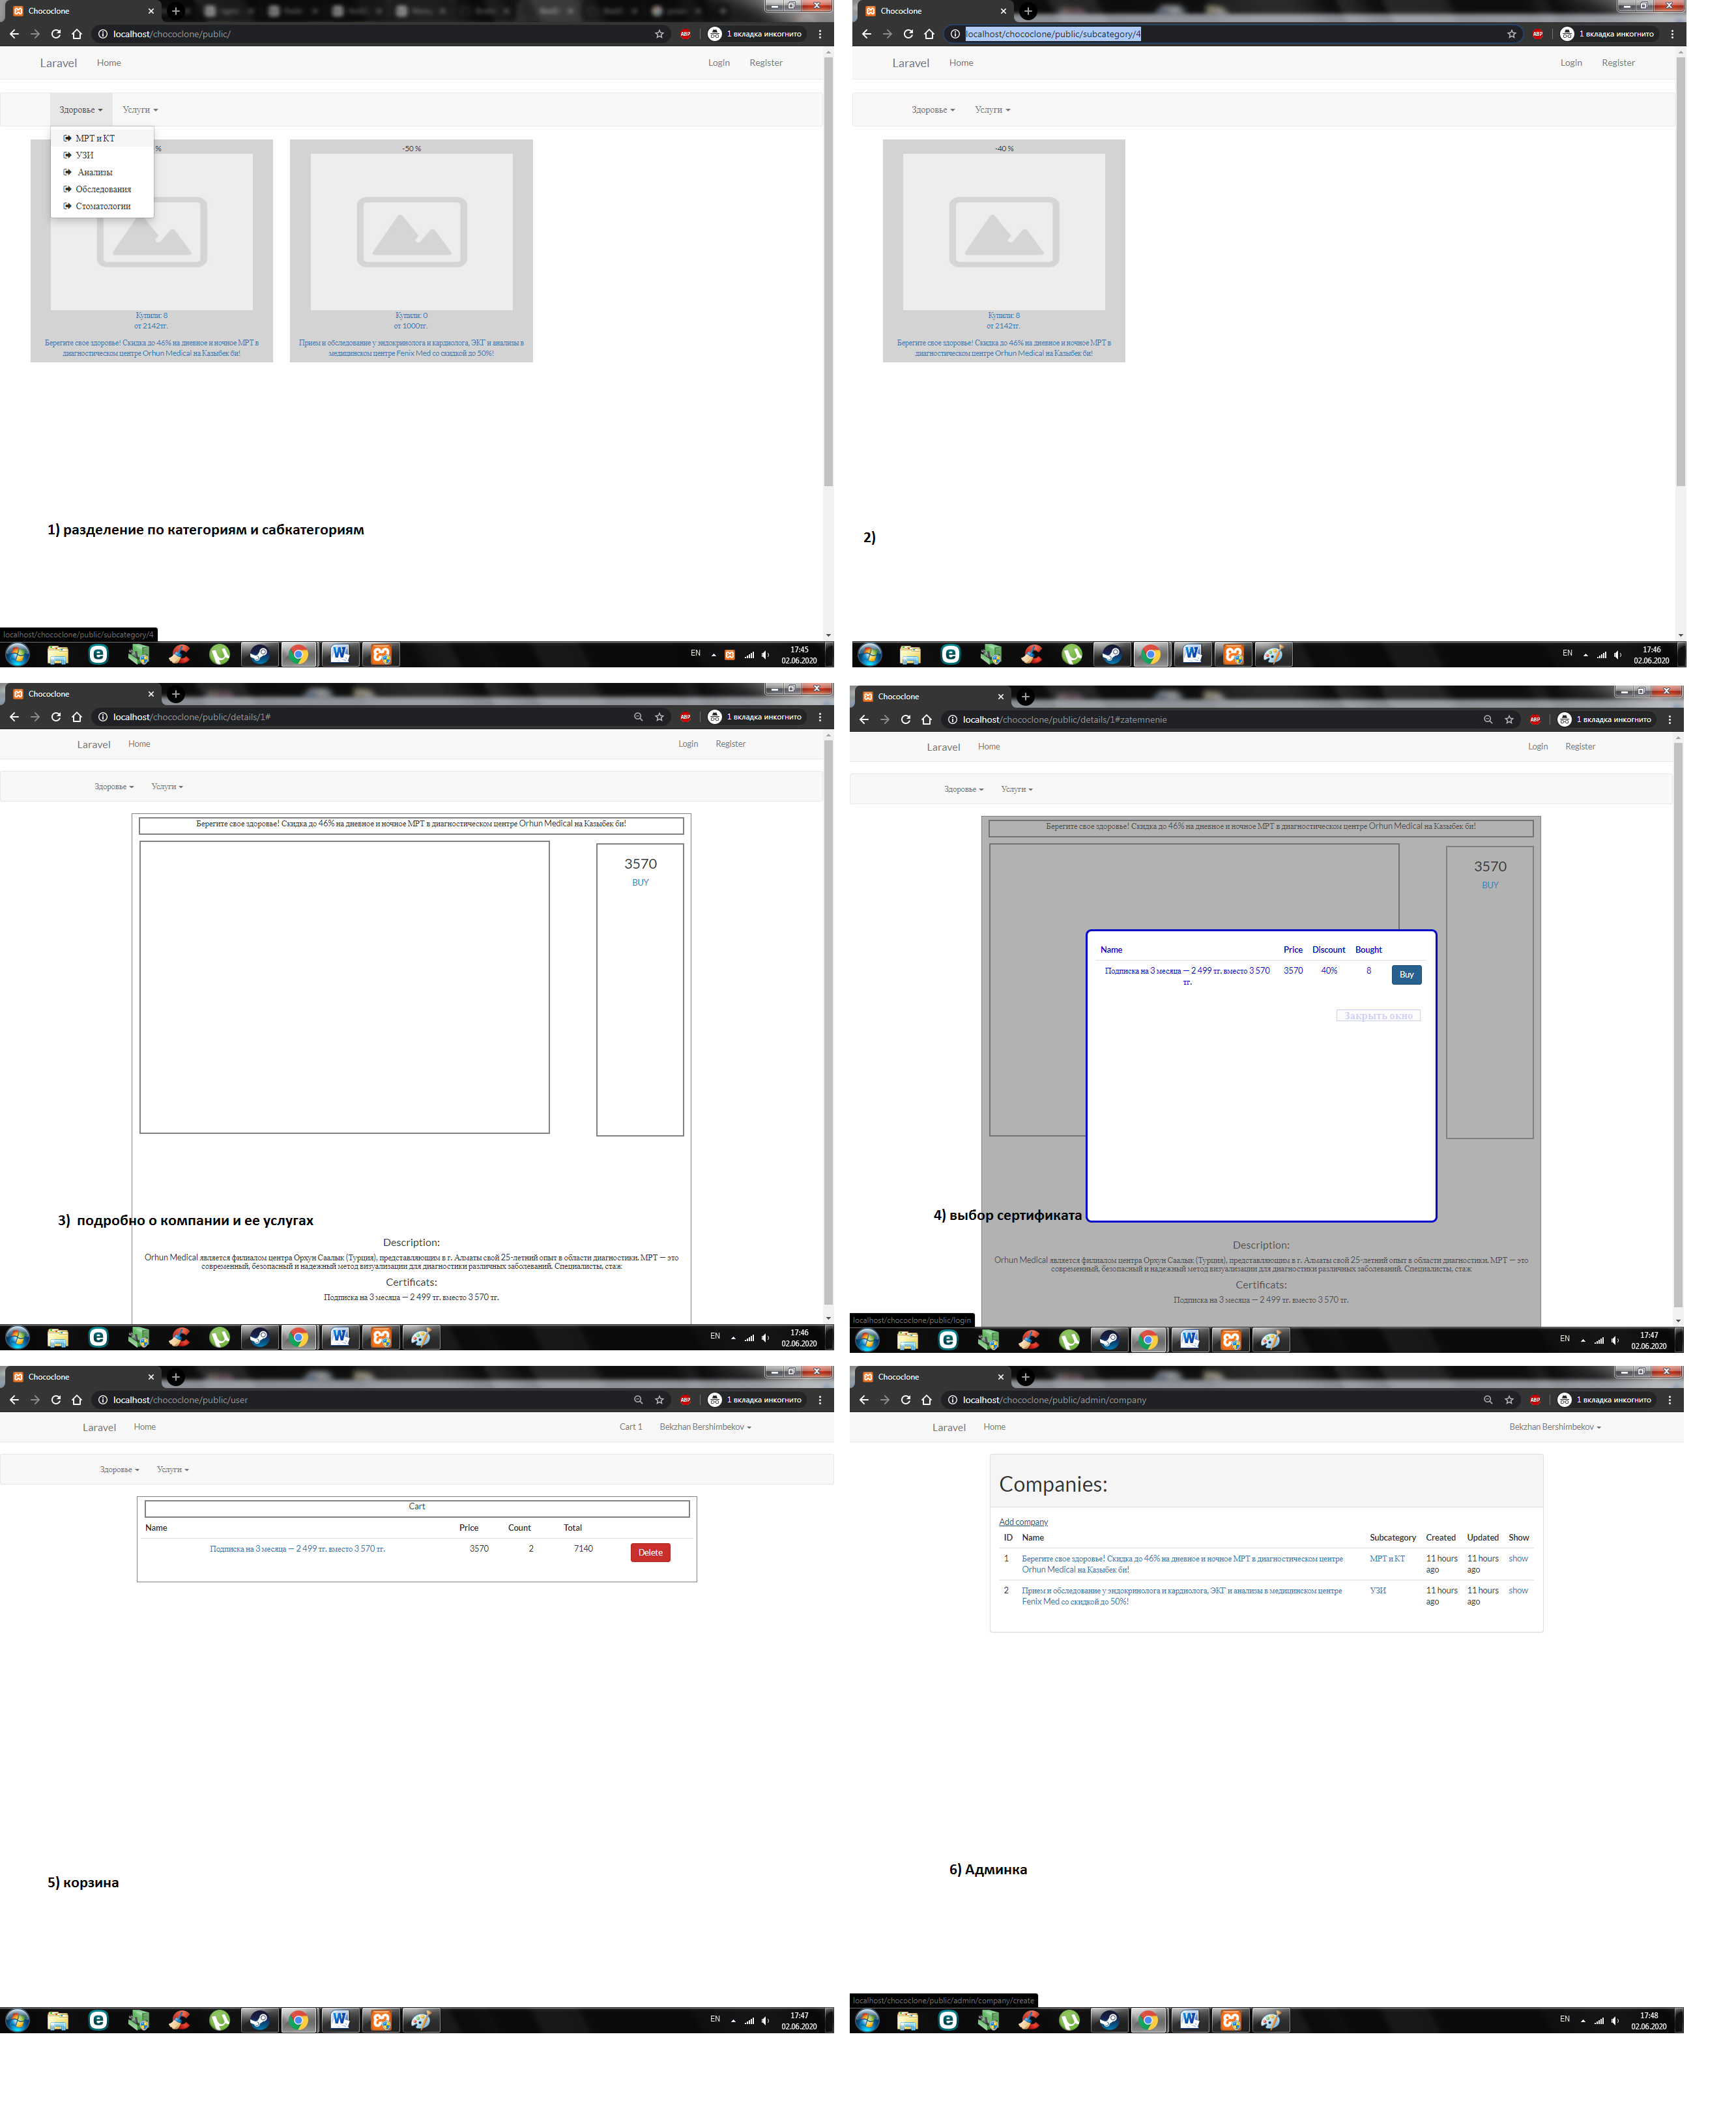 Chococlone
localhost/chococlone/public/
1 вкладка инкогнито
Laravel Home Login Register
Здоровье Услуги
МРТ и КТ
УЗИ
Анализы
Обследования
Стоматологии
%
-50 %
Купили: 8
от 2142тг.
Берегите свое здоровье! Скидка до 46% на дневное и ночное МРТ в
диагностическом центре Orhun Medical на Казыбек би!
Купили: 0
от 1000тг.
Прием и обследование у эндокринолога и кардиолога, ЭКГ и анализы в
медицинском центре Fenix Med со скидкой до 50%!
1) разделение по категориям и сабкатегориям
localhost/chococlone/public/subcategory/4
EN 17:45
02.06.2020
Chococlone
localhost/chococlone/public/subcategory/4
ABP 1 вкладка инкогнито
Laravel Home Login Register
Здоровье Услуги
-40 %
Купили: 8
от 2142тг.
Берегите свое здоровье! Скидка до 46% на дневное и ночное МРТ в
диагностическом центре Orhun Medical на Казыбек би!
2)
EN 17:46
02.06.2020
Chococlone
localhost/chococlone/public/details/1#
ABP 1 вкладка инкогнито
Laravel Home Login Register
Здоровье Услуги
Берегите свое здоровье! Скидка до 46% на дневное и ночное МРТ в диагностическом центре Orhun Medical на Казыбек би!
3570
BUY
3) подробно о компании и ее услугах
Description:
Orhun Medical является филиалом центра Орхун Саалык (Турция), представляющим в г. Алматы свой 25-летний опыт в области диагностики. МРТ — это
современный, безопасный и надежный метод визуализации для диагностики различных заболеваний. Специалисты, стаж
Certificats:
Подписка на 3 месяца — 2 499 тг. вместо 3 570 тг.
EN 17:46
02.06.2020
Chococlone
localhost/chococlone/public/details/1#zatemnenie
ABP 1 вкладка инкогнито
Laravel Home Login Register
Здоровье Услуги
Берегите свое здоровье! Скидка до 46% на дневное и ночное МРТ в диагностическом центре Orhun Medical на Казыбек би!
3570
BUY
Name Price Discount Bought
Подписка на 3 месяца — 2 499 тг. вместо 3 570 3570 40% 8 Buy
тг.
Закрыть окно
4) выбор сертификата
Description:
Orhun Medical является филиалом центра Орхун Саалык (Турция), представляющим в г. Алматы свой 25-летний опыт в области диагностики. МРТ — это
современный, безопасный и надежный метод визуализации для диагностики различных заболеваний. Специалисты, стаж
Certificats:
Подписка на 3 месяца — 2 499 тг. вместо 3 570 тг.
localhost/chococlone/public/login
EN 17:47
02.06.2020
Chococlone
localhost/chococlone/public/user
ABP 1 вкладка инкогнито
Laravel Home Cart 1 Bekzhan Bershimbekov
Здоровье Услуги
Cart
Name Price Count Total
Подписка на 3 месяца — 2 499 тг. вместо 3 570 тг. 3570 2 7140 Delete
5) корзина
EN 17:47
02.06.2020
Chococlone
localhost/chococlone/public/admin/company
ABP 1 вкладка инкогнито
Laravel Home Bekzhan Bershimbekov
Companies:
Add company
ID Name Subcategory Created Updated Show
1 Берегите свое здоровье! Скидка до 46% на дневное и ночное МРТ в диагностическом центре МРТ и КТ 11 hours 11 hours show
Orhun Medical на Казыбек би! ago ago
2 Прием и обследование у эндокринолога и кардиолога, ЭКГ и анализы в медицинском центре УЗИ 11 hours 11 hours show
Fenix Med со скидкой до 50%! ago ago
6) Админка
localhost/chococlone/public/admin/company/create
EN 17:48
02.06.2020